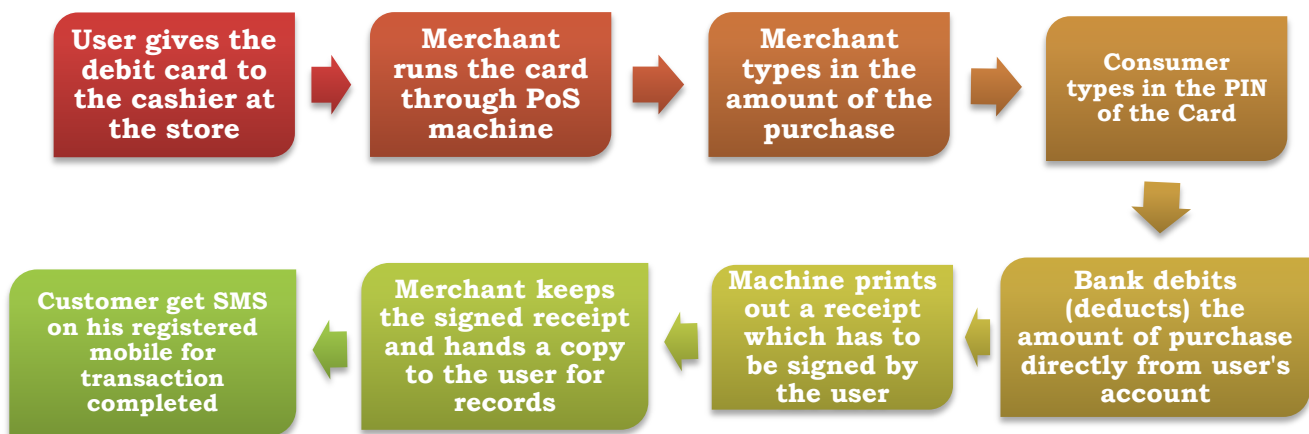 User gives the
debit card to
the cashier at
the store
Merchant
runs the card
through PoS
machine
Merchant
types in the
amount of the
purchase
Consumer
types in the PIN
of the Card
Bank debits
(deducts) the
amount of purchase
directly from user's
account
Machine prints
out a receipt
which has to
be signed by
the user
Merchant keeps
the signed receipt
and hands a copy
to the user for
records
Customer get SMS
on his registered
mobile for
transaction
completed